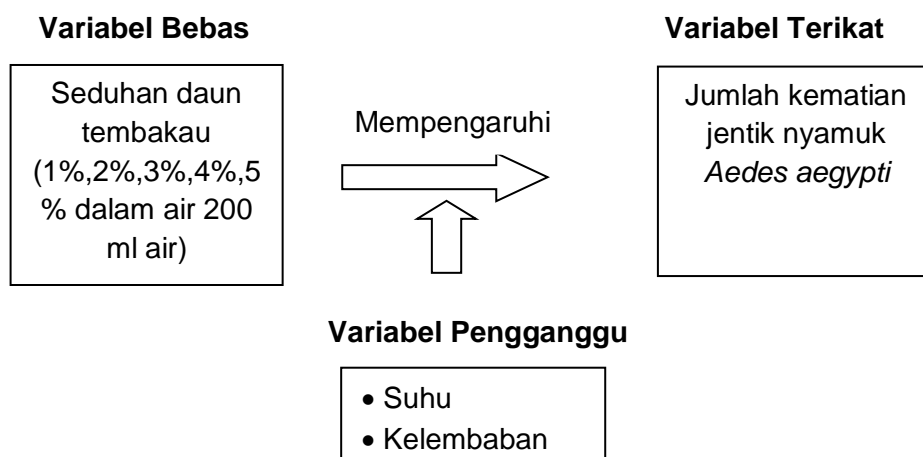 Variabel Bebas
Variabel Terikat
Seduhan daun
tembakau
(1%,2%,3%,4%,5
% dalam air 200
ml air)
Mempengaruhi
Jumlah kematian
jentik nyamuk
Aedes aegypti
Variabel Pengganggu
• Suhu
• Kelembaban